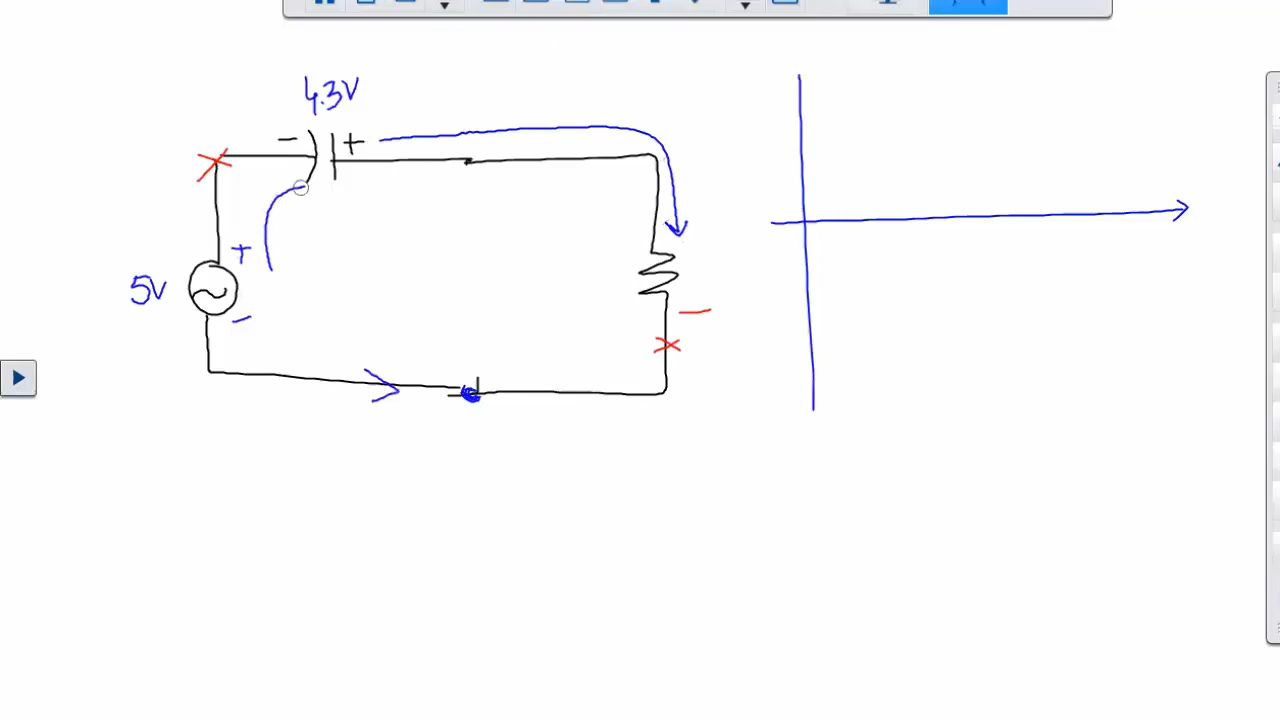 4.3V
- +
+
5V
-
-